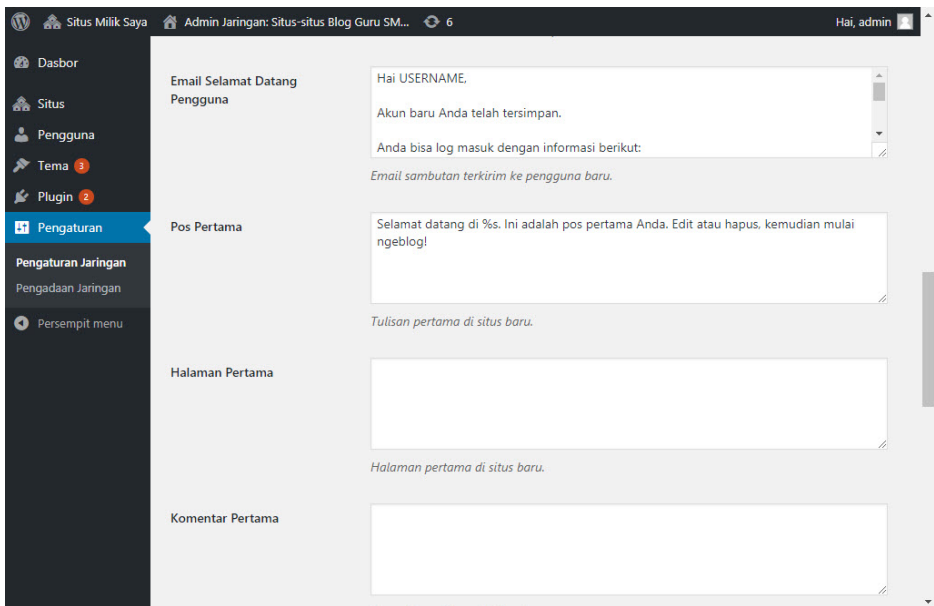 Situs Milik Saya Admin Jaringan: Situs-situs Blog Guru SM... 6 Hai, admin
Dasbor
Situs
Pengguna
Tema 3
Plugin 2
Pengaturan
Pengaturan Jaringan
Pengadaan Jaringan
Persempit menu
Email Selamat Datang
Pengguna
Hai USERNAME,
Akun baru Anda telah tersimpan.
Anda bisa log masuk dengan informasi berikut:
Email sambutan terkirim ke pengguna baru.
Pos Pertama
Selamat datang di %s. Ini adalah pos pertama Anda. Edit atau hapus, kemudian mulai
ngeblog!
Tulisan pertama di situs baru.
Halaman Pertama
Halaman pertama di situs baru.
Komentar Pertama